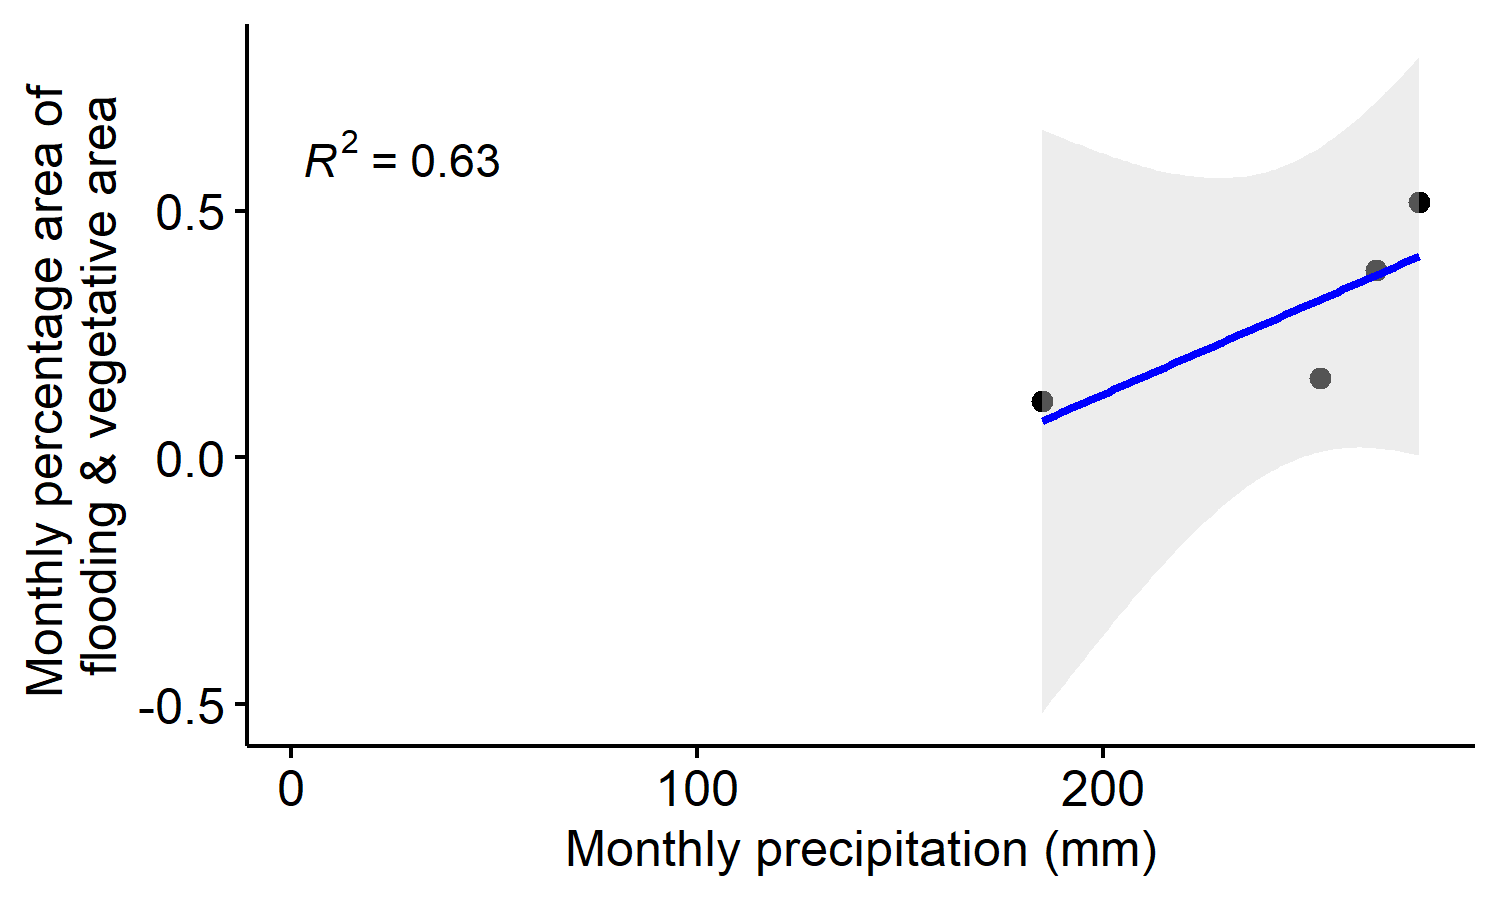 Monthly percentage area of
flooding & vegetative area
R² = 0.63
0.5
0.0
-0.5
0
100
200
Monthly precipitation (mm)